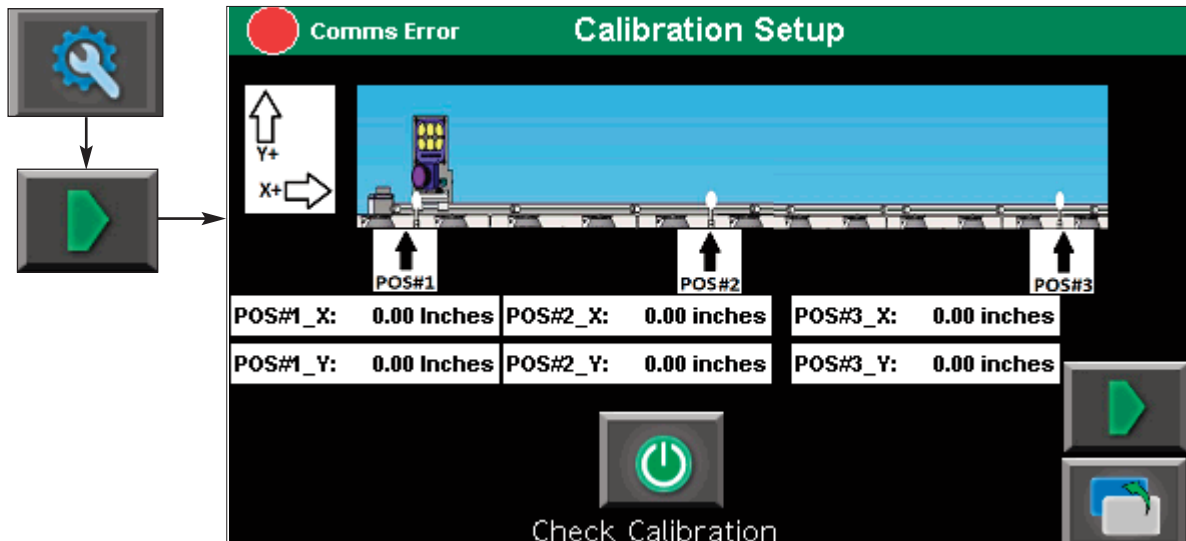 Comms Error Calibration Setup
Y+
X+
POS#1 POS#2 POS#3
POS#1_X: 0.00 Inches POS#2_X: 0.00 inches POS#3_X: 0.00 inches
POS#1_Y: 0.00 Inches POS#2_Y: 0.00 inches POS#3_Y: 0.00 inches
Check Calibration